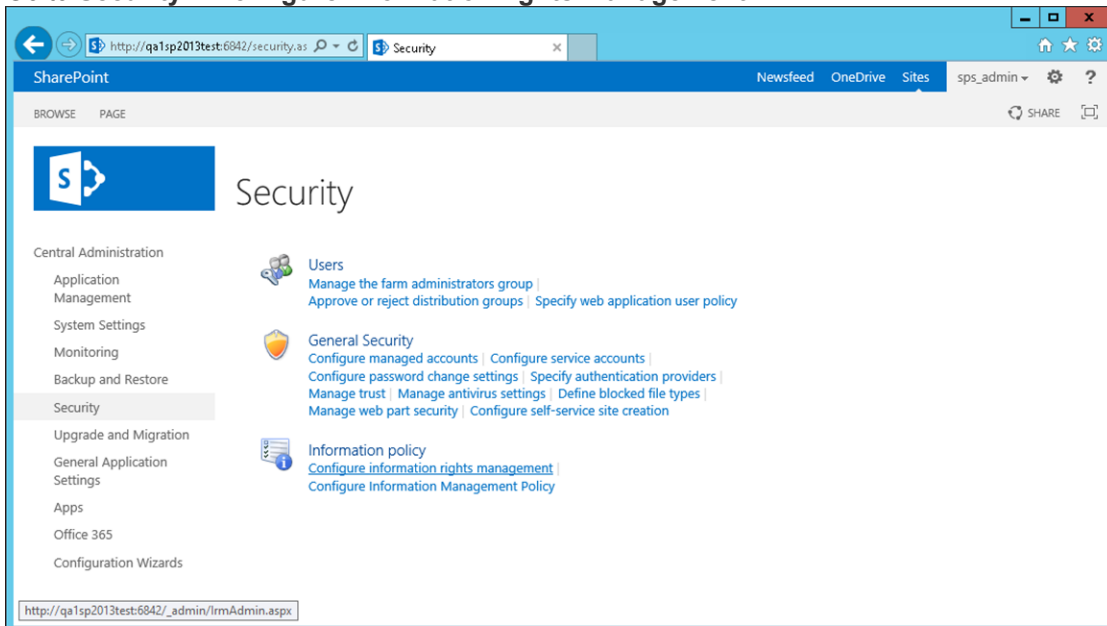 http://qa1sp2013test:6842/security.as
Security
SharePoint
Newsfeed OneDrive Sites sps_admin ?
BROWSE PAGE
SHARE
S
Security
Central Administration
Application
Management
System Settings
Monitoring
Backup and Restore
Security
Upgrade and Migration
General Application
Settings
Apps
Office 365
Configuration Wizards
Users
Manage the farm administrators group |
Approve or reject distribution groups | Specify web application user policy
General Security
Configure managed accounts | Configure service accounts |
Configure password change settings | Specify authentication providers |
Manage trust | Manage antivirus settings | Define blocked file types |
Manage web part security | Configure self-service site creation
Information policy
Configure information rights management |
Configure Information Management Policy
http://qa1sp2013test:6842/_admin/IrmAdmin.aspx